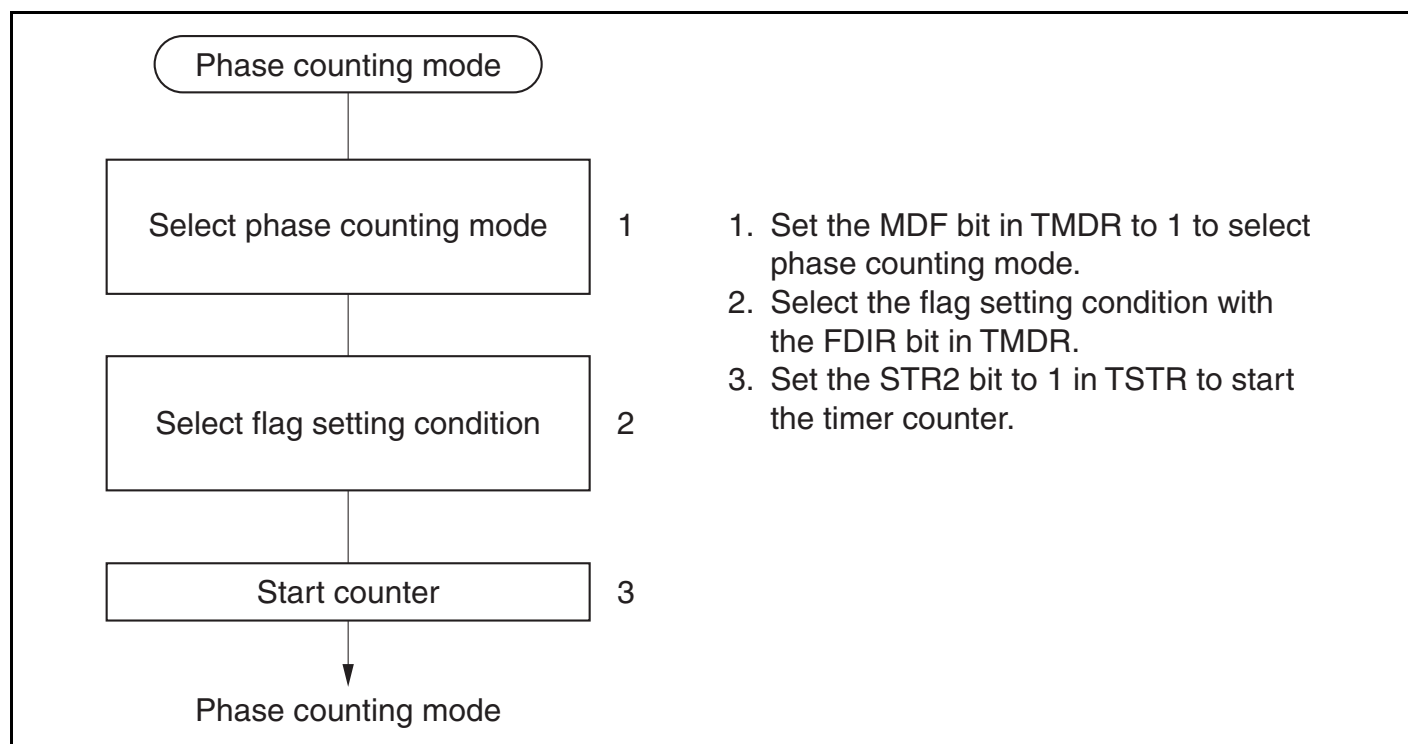 Phase counting mode
Select phase counting mode 1
Select flag setting condition 2
Start counter 3
Phase counting mode
1. Set the MDF bit in TMDR to 1 to select
phase counting mode.
2. Select the flag setting condition with
the FDIR bit in TMDR.
3. Set the STR2 bit to 1 in TSTR to start
the timer counter.